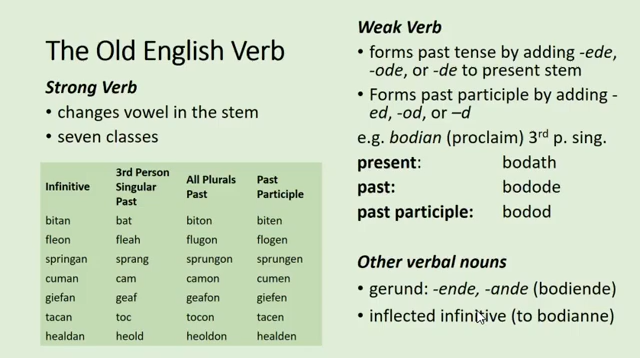 The Old English Verb
Strong Verb
• changes vowel in the stem
• seven classes
Infinitive 3rd Person Singular Past All Plurals Past Past Participle
bitan bat biton biten
fleon fleah flugon flogen
springan sprang sprungon sprungen
cuman cam camon cumen
giefan geaf geafon giefen
tacan toc tocon tacen
healdan heold heoldon healden
Weak Verb
• forms past tense by adding -ede,
-ode, or -de to present stem
• Forms past participle by adding -
ed, -od, or –d
e.g. bodian (proclaim) 3rd p. sing.
present: bodath
past: bodode
past participle: bodod
Other verbal nouns
• gerund: -ende, -ande (bodiende)
• inflected infinitive (to bodianne)